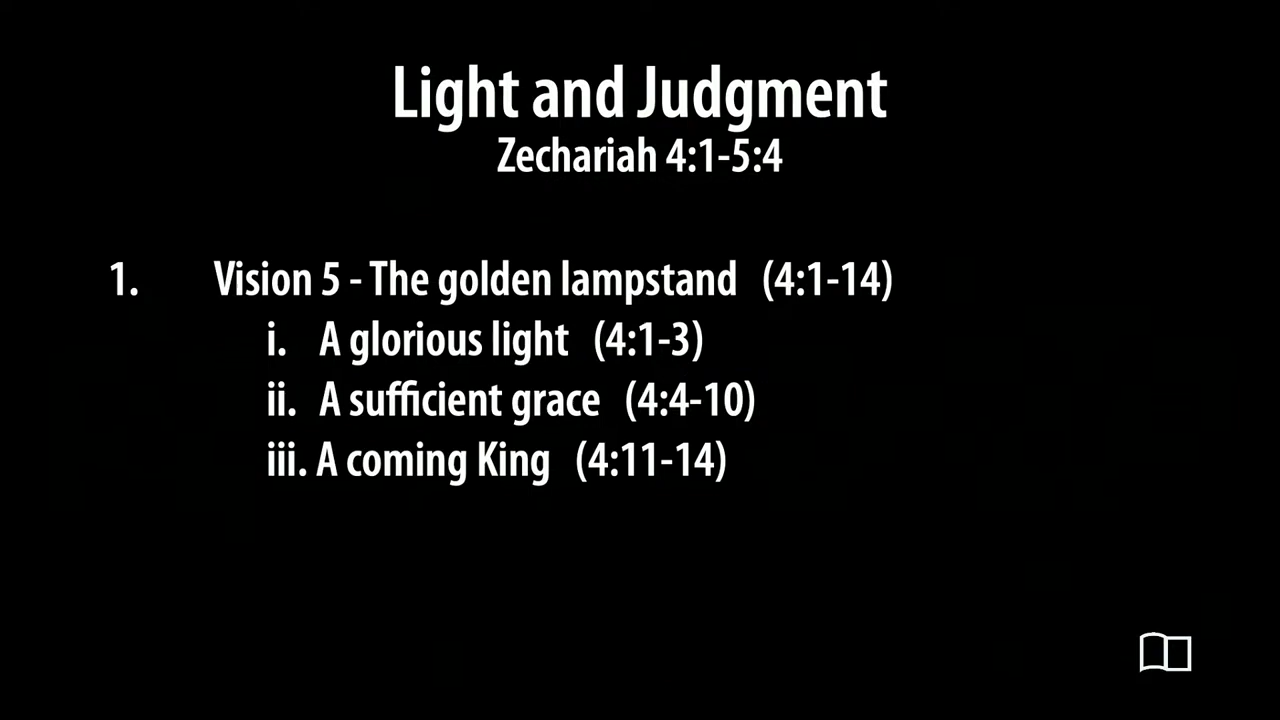 Light and Judgment
Zechariah 4:1-5:4
1. Vision 5 - The golden lampstand (4:1-14)
i. A glorious light (4:1-3)
ii. A sufficient grace (4:4-10)
iii. A coming King (4:11-14)